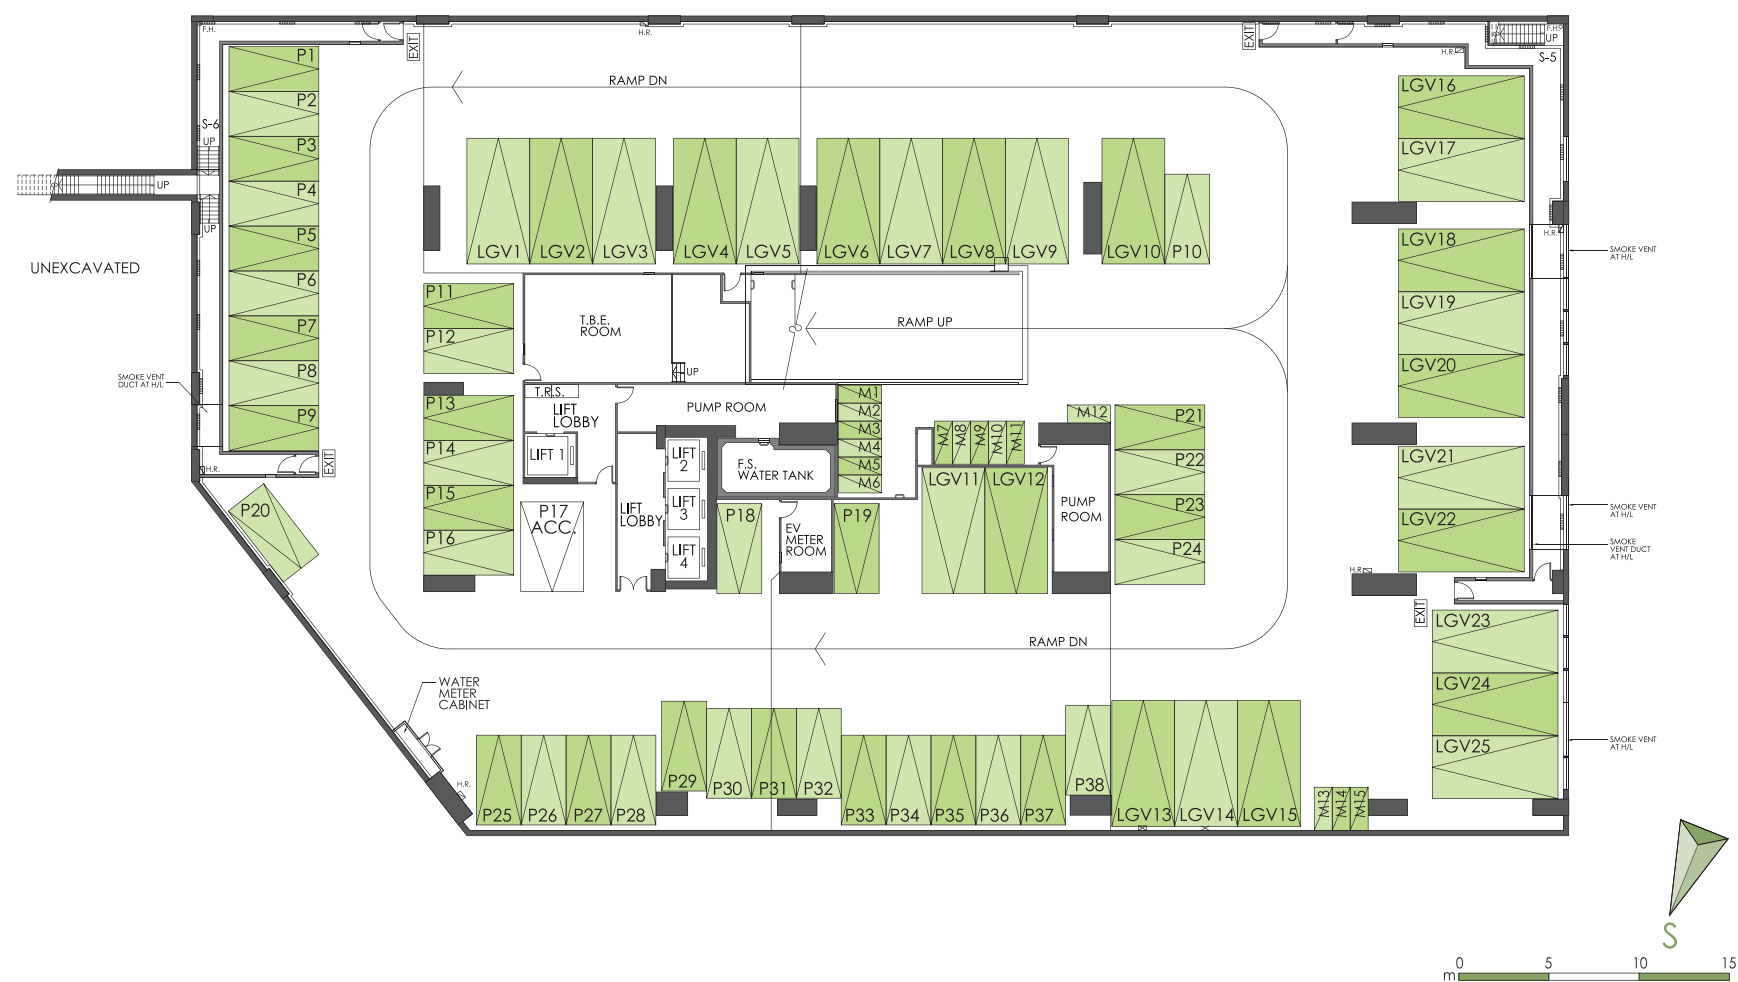 F.H.
EXIT
H.R.
EXIT
H.R.
F.H.
UP
S-5
P1
P2
P3
P4
P5
P6
P7
P8
P9
S-6
UP
UP
UP
UNEXCAVATED
SMOKE VENT
DUCT AT H/L
H.R.
EXIT
RAMP DN
LGV1
LGV2
LGV3
LGV4
LGV5
LGV6
LGV7
LGV8
LGV9
LGV10
P10
LGV16
LGV17
H.R.
LGV18
LGV19
LGV20
LGV21
LGV22
SMOKE VENT
AT H/L
SMOKE VENT
AT H/L
SMOKE
VENT DUCT
AT H/L
H.R.
EXIT
P11
P12
P13
P14
P15
P16
T.B.E.
ROOM
UP
RAMP UP
T.R.S.
LIFT
LOBBY
LIFT 1
PUMP ROOM
P17
ACC.
LIFT
LOBBY
LIFT
2
LIFT
3
LIFT
4
F.S.
WATER TANK
P18
EV
METER
ROOM
P19
M1
M2
M3
M4
M5
M6
M7
M8
M9
M10
M11
M12
LGV11
LGV12
PUMP
ROOM
P21
P22
P23
P24
P20
RAMP DN
WATER
METER
CABINET
H.R.
P25
P26
P27
P28
P29
P30
P31
P32
P33
P34
P35
P36
P37
P38
LGV13
LGV14
LGV15
M13
M14
M15
LGV23
LGV24
LGV25
SMOKE VENT
AT H/L
S
m
0
5
10
15